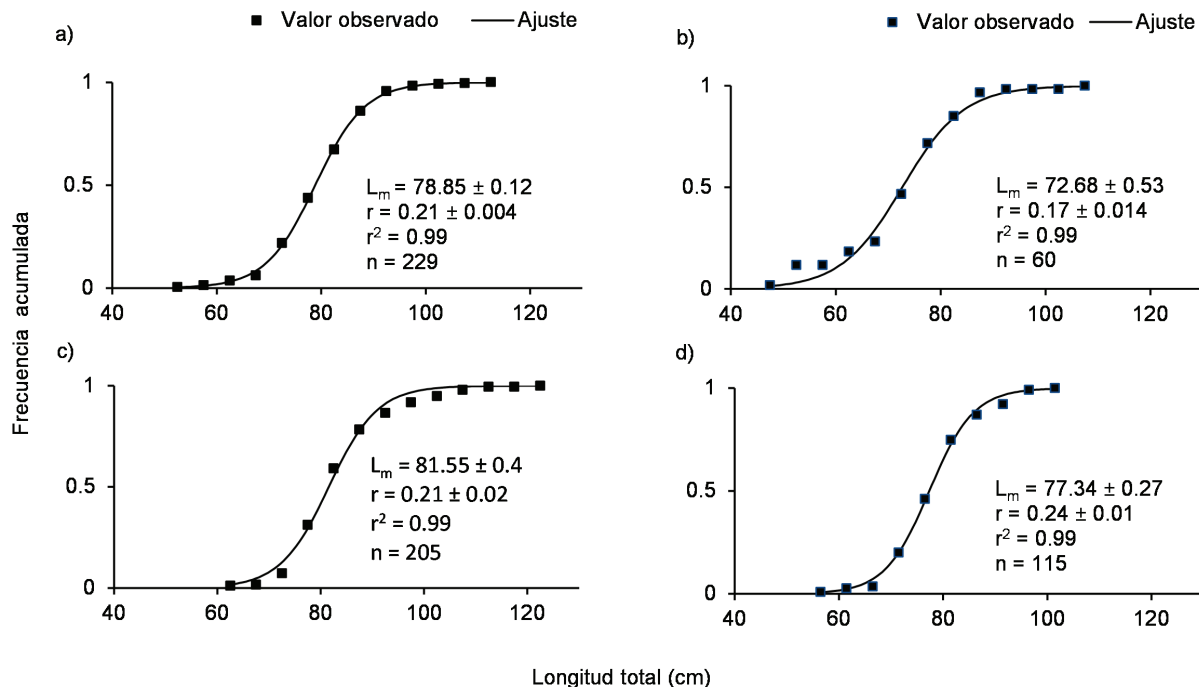 Valor observado Ajuste
Valor observado Ajuste
a)
1
0.5
0
40 60 80 100 120
Lm = 78.85 ± 0.12
r = 0.21 ± 0.004
r² = 0.99
n = 229
b)
1
0.5
0
40 60 80 100 120
Lm = 72.68 ± 0.53
r = 0.17 ± 0.014
r² = 0.99
n = 60
Frecuencia acumulada
c)
1
0.5
0
40 60 80 100 120
Lm = 81.55 ± 0.4
r = 0.21 ± 0.02
r² = 0.99
n = 205
d)
1
0.5
0
40 60 80 100 120
Lm = 77.34 ± 0.27
r = 0.24 ± 0.01
r² = 0.99
n = 115
Longitud total (cm)